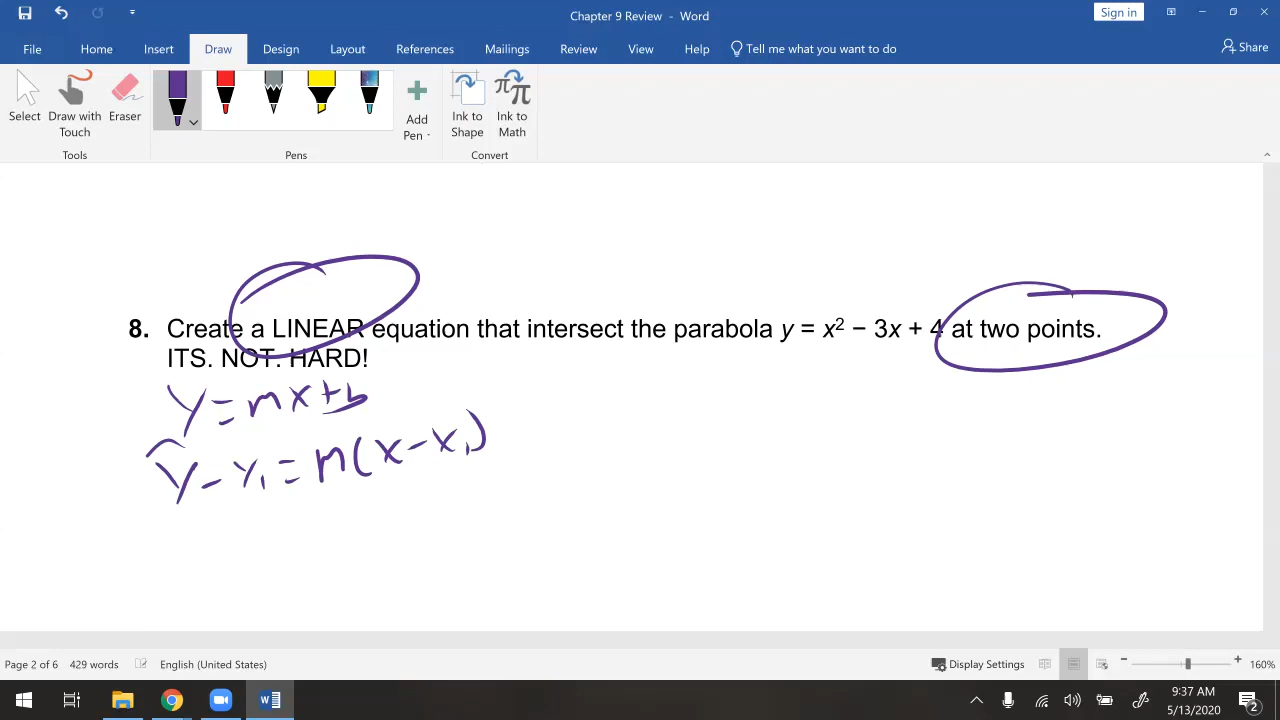 Chapter 9 Review - Word
Sign in
File Home Insert Draw Design Layout References Mailings Review View Help Tell me what you want to do Share
Select Draw with Touch Eraser Add Pen Ink to Shape Ink to Math
Tools Pens Convert
8. Create a LINEAR equation that intersect the parabola y = x² − 3x + 4 at two points.
ITS. NOT. HARD!
y = mx+b
y - y₁ = m(x - x₁)
Page 2 of 6 429 words English (United States) Display Settings 160%
9:37 AM
5/13/2020
2